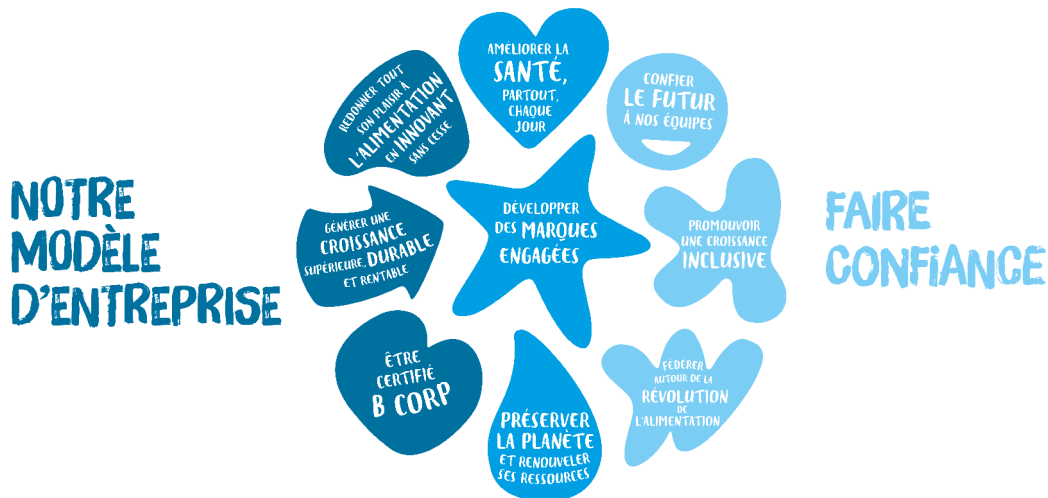 NOTRE
MODÈLE
D'ENTREPRISE
REDONNER TOUT
SON PLAISIR À
L'ALIMENTATION
EN INNOVANT
SANS CESSE
GÉNÉRER UNE
CROISSANCE
SUPÉRIEURE, DURABLE
ET RENTABLE
ÊTRE
CERTIFIÉ
B CORP
AMÉLIORER LA
SANTÉ,
PARTOUT,
CHAQUE
JOUR
DÉVELOPPER
DES MARQUES
ENGAGÉES
PRÉSERVER
LA PLANÈTE
ET RENOUVELER
SES RESSOURCES
CONFIER
LE FUTUR
À NOS ÉQUIPES
PROMOUVOIR
UNE CROISSANCE
INCLUSIVE
FÉDÉRER
AUTOUR DE LA
RÉVOLUTION
DE
L'ALIMENTATION
FAIRE
CONFIANCE